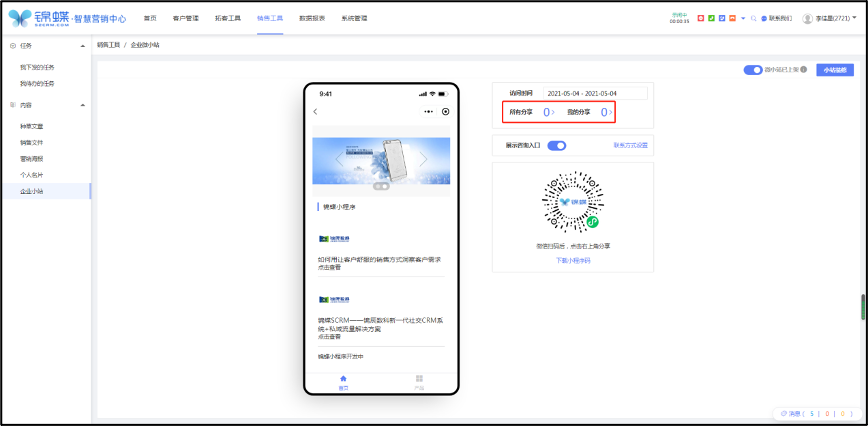 锦蝶·智慧营销中心 首页 客户管理 拓客工具 销售工具 数据报表 系统管理
00:00:35 联系我们 李佳星(2721)
任务
我下发的任务
我待办的任务
内容
种草文章
销售文件
营销海报
个人名片
企业小站
销售工具 / 企业微小站
微小站已上架 小站装修
9:41
锦蝶小程序
如何用让客户舒服的销售方式洞察客户需求
点击查看
锦蝶SCRM——锦辰数科新一代社交CRM系
统+私域流量解决方案
点击查看
锦蝶小程序开发中
首页 产品
访问时间 2021-05-04 - 2021-05-04
所有分享 0 > 我的分享 0 >
展示咨询入口 联系方式设置
锦蝶
微信扫码后，点击右上角分享
下载小程序码
消息 ( 5 | 0 | 0 )